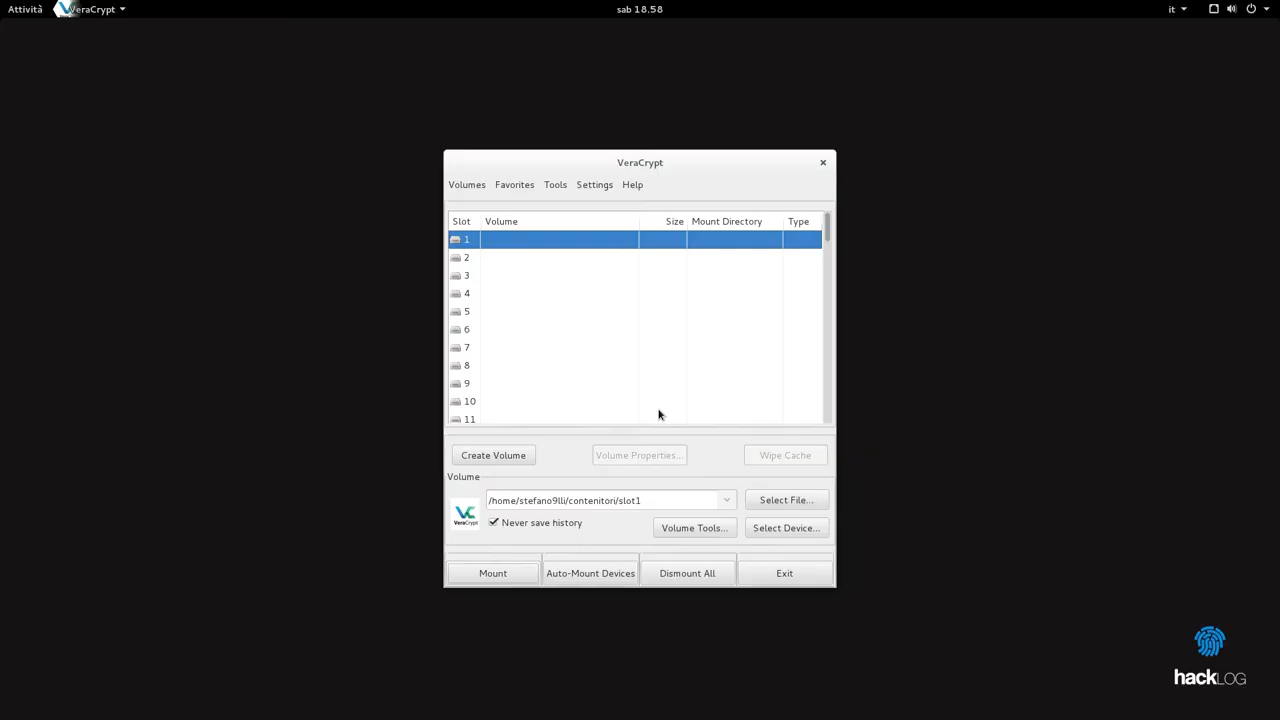 Attività VeraCrypt sab 18.58 it
VeraCrypt
Volumes Favorites Tools Settings Help
Slot Volume Size Mount Directory Type
1
2
3
4
5
6
7
8
9
10
11
Create Volume Volume Properties... Wipe Cache
Volume
/home/stefano9lli/contenitori/slot1 Select File...
VeraCrypt
Never save history Volume Tools... Select Device...
Mount Auto-Mount Devices Dismount All Exit
hackLOG